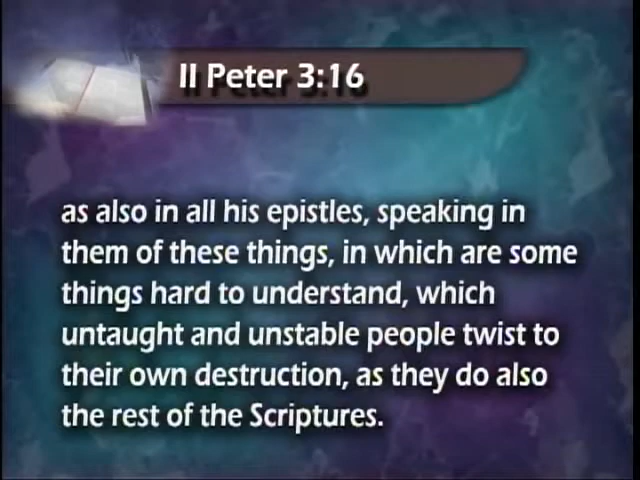 II Peter 3:16
as also in all his epistles, speaking in
them of these things, in which are some
things hard to understand, which
untaught and unstable people twist to
their own destruction, as they do also
the rest of the Scriptures.